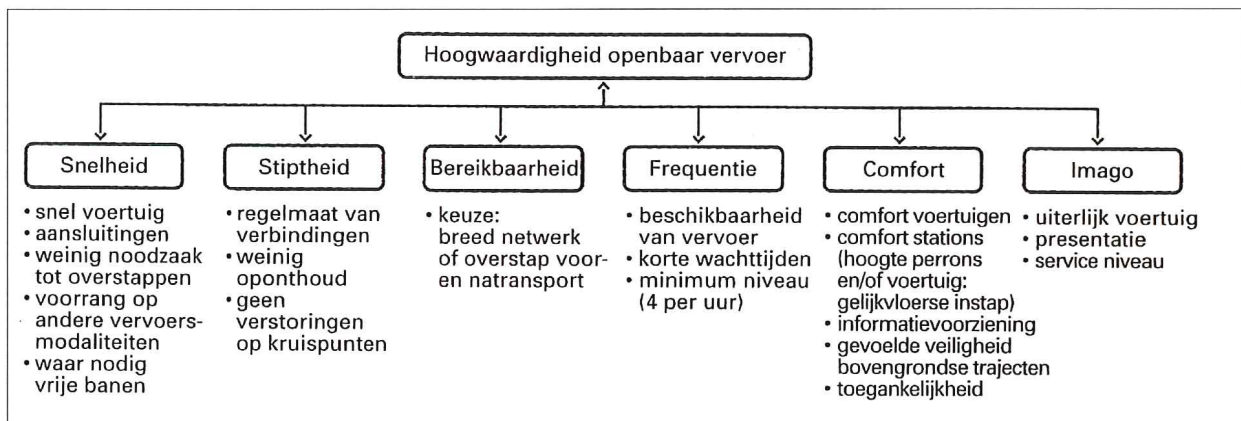 Hoogwaardigheid openbaar vervoer
Snelheid
• snel voertuig
• aansluitingen
• weinig noodzaak
tot overstappen
• voorrang op
andere vervoers-
modaliteiten
• waar nodig
vrije banen
Stiptheid
• regelmaat van
verbindingen
• weinig
oponthoud
• geen
verstoringen
op kruispunten
Bereikbaarheid
• keuze:
breed netwerk
of overstap voor-
en natransport
Frequentie
• beschikbaarheid
van vervoer
• korte wachttijden
• minimum niveau
(4 per uur)
Comfort
• comfort voertuigen
• comfort stations
(hoogte perrons
en/of voertuig:
gelijkvloerse instap)
• informatievoorziening
• gevoelde veiligheid
bovengrondse trajecten
• toegankelijkheid
Imago
• uiterlijk voertuig
• presentatie
• service niveau